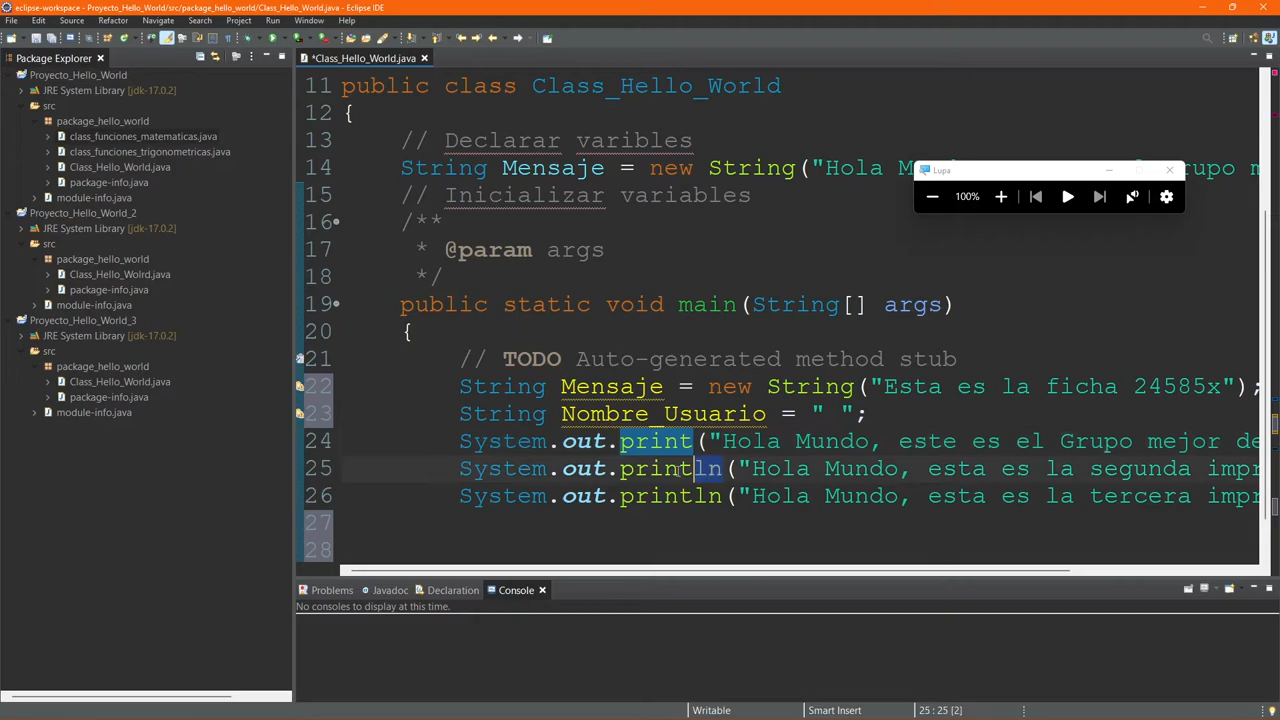 eclipse-workspace - Proyecto_Hello_World/src/package_hello_world/Class_Hello_World.java - Eclipse IDE
File Edit Source Refactor Navigate Search Project Run Window Help
Package Explorer
*Class_Hello_World.java
Proyecto_Hello_World
JRE System Library [jdk-17.0.2]
src
package_hello_world
class_funciones_matematicas.java
class_funciones_trigonometricas.java
Class_Hello_World.java
package-info.java
module-info.java
Proyecto_Hello_World_2
JRE System Library [jdk-17.0.2]
src
package_hello_world
Class_Hello_Wolrd.java
package-info.java
module-info.java
Proyecto_Hello_World_3
JRE System Library [jdk-17.0.2]
src
package_hello_world
Class_Hello_World.java
package-info.java
module-info.java
11 public class Class_Hello_World
12 {
13 // Declarar varibles
14 String Mensaje = new String("Hola M
rupo m
15 // Inicializar variables
16 /**
17 * @param args
18 */
19 public static void main(String[] args)
20 {
21 // TODO Auto-generated method stub
22 String Mensaje = new String("Esta es la ficha 24585x");
23 String Nombre_Usuario = " ";
24 System.out.print("Hola Mundo, este es el Grupo mejor de
25 System.out.println("Hola Mundo, esta es la segunda impr
26 System.out.println("Hola Mundo, esta es la tercera impr
27
28
Lupa
100%
Problems Javadoc Declaration Console
No consoles to display at this time.
Writable Smart Insert 25 : 25 [2]